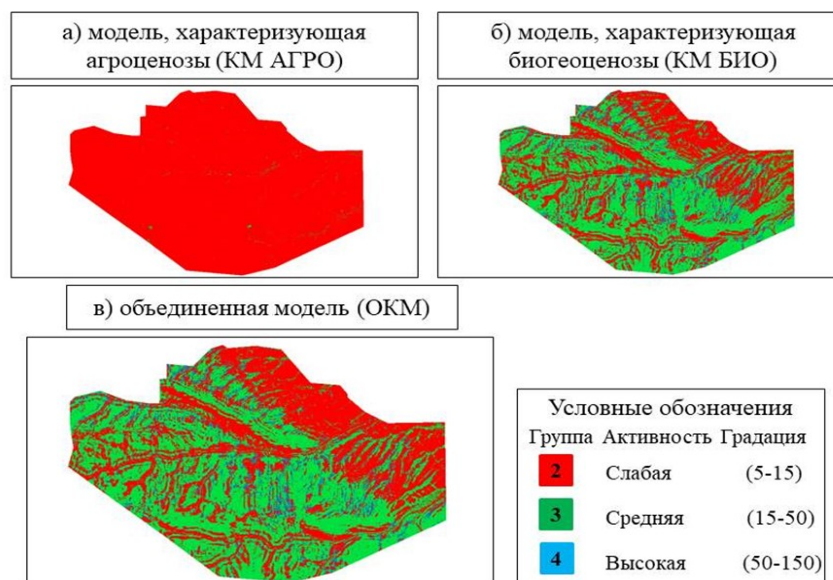 а) модель, характеризующая
агроценозы (КМ АГРО)
б) модель, характеризующая
биогеоценозы (КМ БИО)
в) объединенная модель (ОКМ)
Условные обозначения
Группа Активность Градация
2 Слабая (5-15)
3 Средняя (15-50)
4 Высокая (50-150)